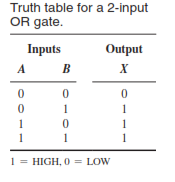 Truth table for a 2-input
OR gate.
Inputs Output
A B X
0 0 0
0 1 1
1 0 1
1 1 1
1 = HIGH, 0 = LOW